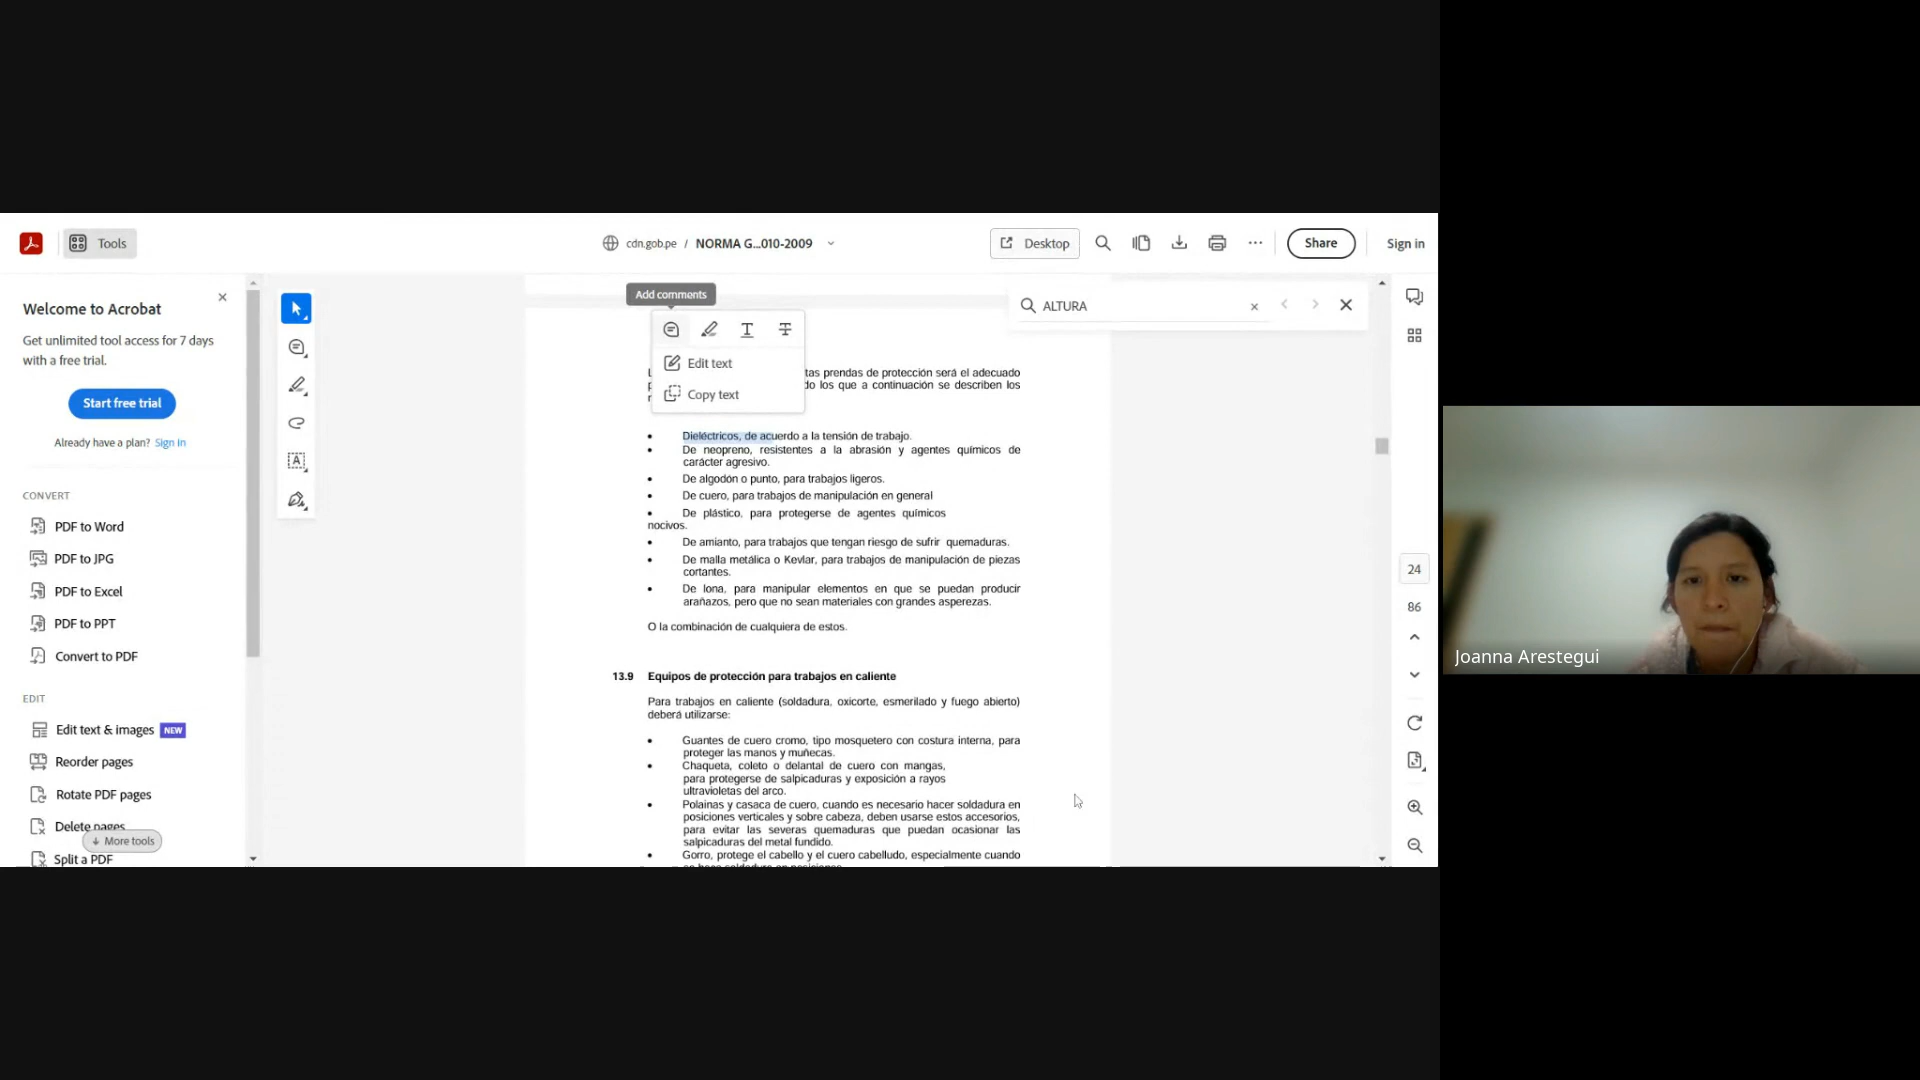 Tools
cdn.gob.pe / NORMA G...010-2009
Desktop
Share
Sign in
Welcome to Acrobat
Get unlimited tool access for 7 days
with a free trial.
Start free trial
Already have a plan? Sign in
CONVERT
PDF to Word
PDF to JPG
PDF to Excel
PDF to PPT
Convert to PDF
EDIT
Edit text & images NEW
Reorder pages
Rotate PDF pages
Delete pages
More tools
Split a PDF
Add comments
Edit text
Copy text
ALTURA
tas prendas de protección será el adecuado
do los que a continuación se describen los
• Dieléctricos, de acuerdo a la tensión de trabajo.
• De neopreno, resistentes a la abrasión y agentes químicos de
carácter agresivo.
• De algodón o punto, para trabajos ligeros.
• De cuero, para trabajos de manipulación en general
• De plástico, para protegerse de agentes químicos
nocivos.
• De amianto, para trabajos que tengan riesgo de sufrir quemaduras.
• De malla metálica o Kevlar, para trabajos de manipulación de piezas
cortantes.
• De lona, para manipular elementos en que se puedan producir
arañazos, pero que no sean materiales con grandes asperezas.
O la combinación de cualquiera de estos.
13.9 Equipos de protección para trabajos en caliente
Para trabajos en caliente (soldadura, oxicorte, esmerilado y fuego abierto)
deberá utilizarse:
• Guantes de cuero cromo, tipo mosquetero con costura interna, para
proteger las manos y muñecas.
• Chaqueta, coleto o delantal de cuero con mangas,
para protegerse de salpicaduras y exposición a rayos
ultravioletas del arco.
• Polainas y casaca de cuero, cuando es necesario hacer soldadura en
posiciones verticales y sobre cabeza, deben usarse estos accesorios,
para evitar las severas quemaduras que puedan ocasionar las
salpicaduras del metal fundido.
• Gorro, protege el cabello y el cuero cabelludo, especialmente cuando
24
86
Joanna Arestegui